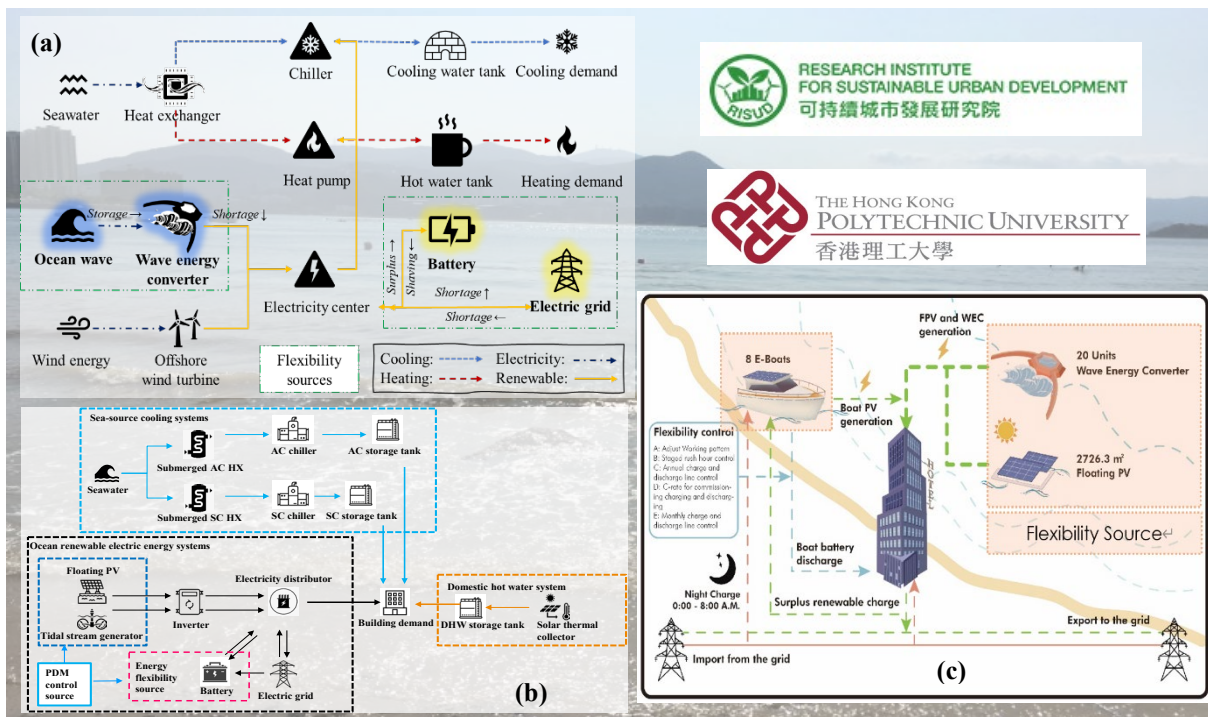 (a)
Chiller
Cooling water tank
Cooling demand
Seawater
Heat exchanger
Heat pump
Hot water tank
Heating demand
Storage→
Shortage↓
Ocean wave
Wave energy
converter
Surplus→
Shaving←
Battery
Electricity center
Shortage↑
Shortage←
Electric grid
Wind energy
Offshore
wind turbine
Flexibility
sources
Cooling:
Electricity:
Heating:
Renewable:
RISUD
RESEARCH INSTITUTE
FOR SUSTAINABLE URBAN DEVELOPMENT
可持續城市發展研究院
THE HONG KONG
POLYTECHNIC UNIVERSITY
香港理工大學
Sea-source cooling systems
Seawater
Submerged AC HX
AC chiller
AC storage tank
Submerged SC HX
SC chiller
SC storage tank
Ocean renewable electric energy systems
Floating PV
Tidal stream generator
Inverter
Electricity distributor
Building demand
Domestic hot water system
DHW storage tank
Solar thermal
collector
PDM
control
source
Energy
flexibility
source
Battery
Electric grid
(b)
FPV and WEC
generation
8 E-Boats
Boat PV
generation
20 Units
Wave Energy Converter
2726.3 ㎡
Floating PV
Flexibility Source↵
Flexibility control
A: Adjust Working pattern
B: Staged rush hour control
C: Annual charge and
discharge line control
D: C-rate for commission-
ing charging and discharg-
ing
E: Monthly charge and
discharge line control
HOTEL
Boat battery
discharge
Night Charge
0:00 - 8:00 A.M.
Surplus renewable charge
Export to the grid
Import from the grid
(c)